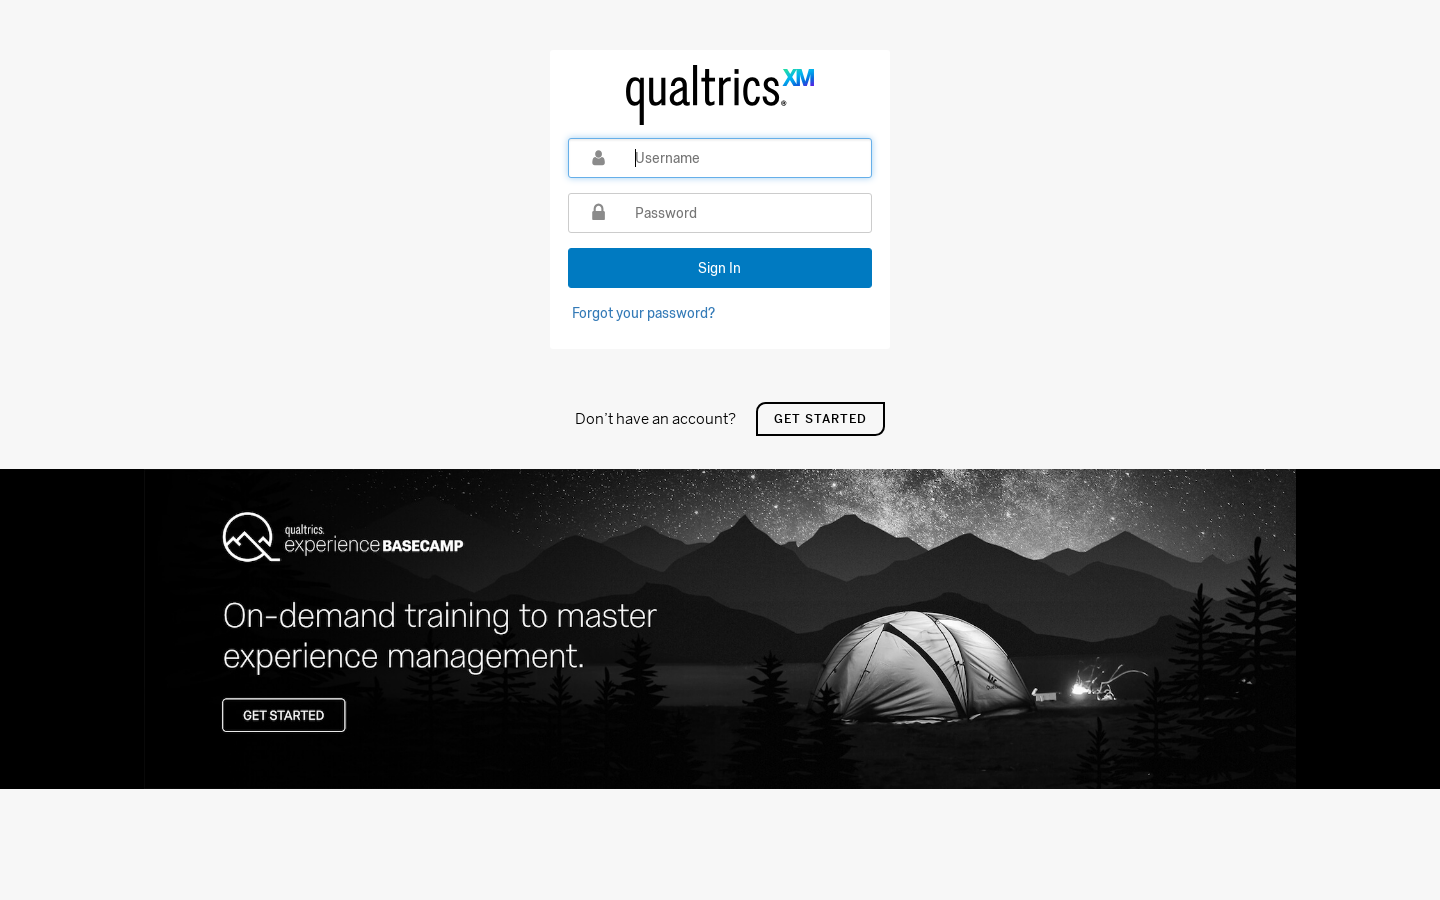 qualtrics.XM
Username
Password
Sign In
Forgot your password?
Don't have an account?
GET STARTED
qualtrics.
experience BASECAMP
On-demand training to master
experience management.
GET STARTED